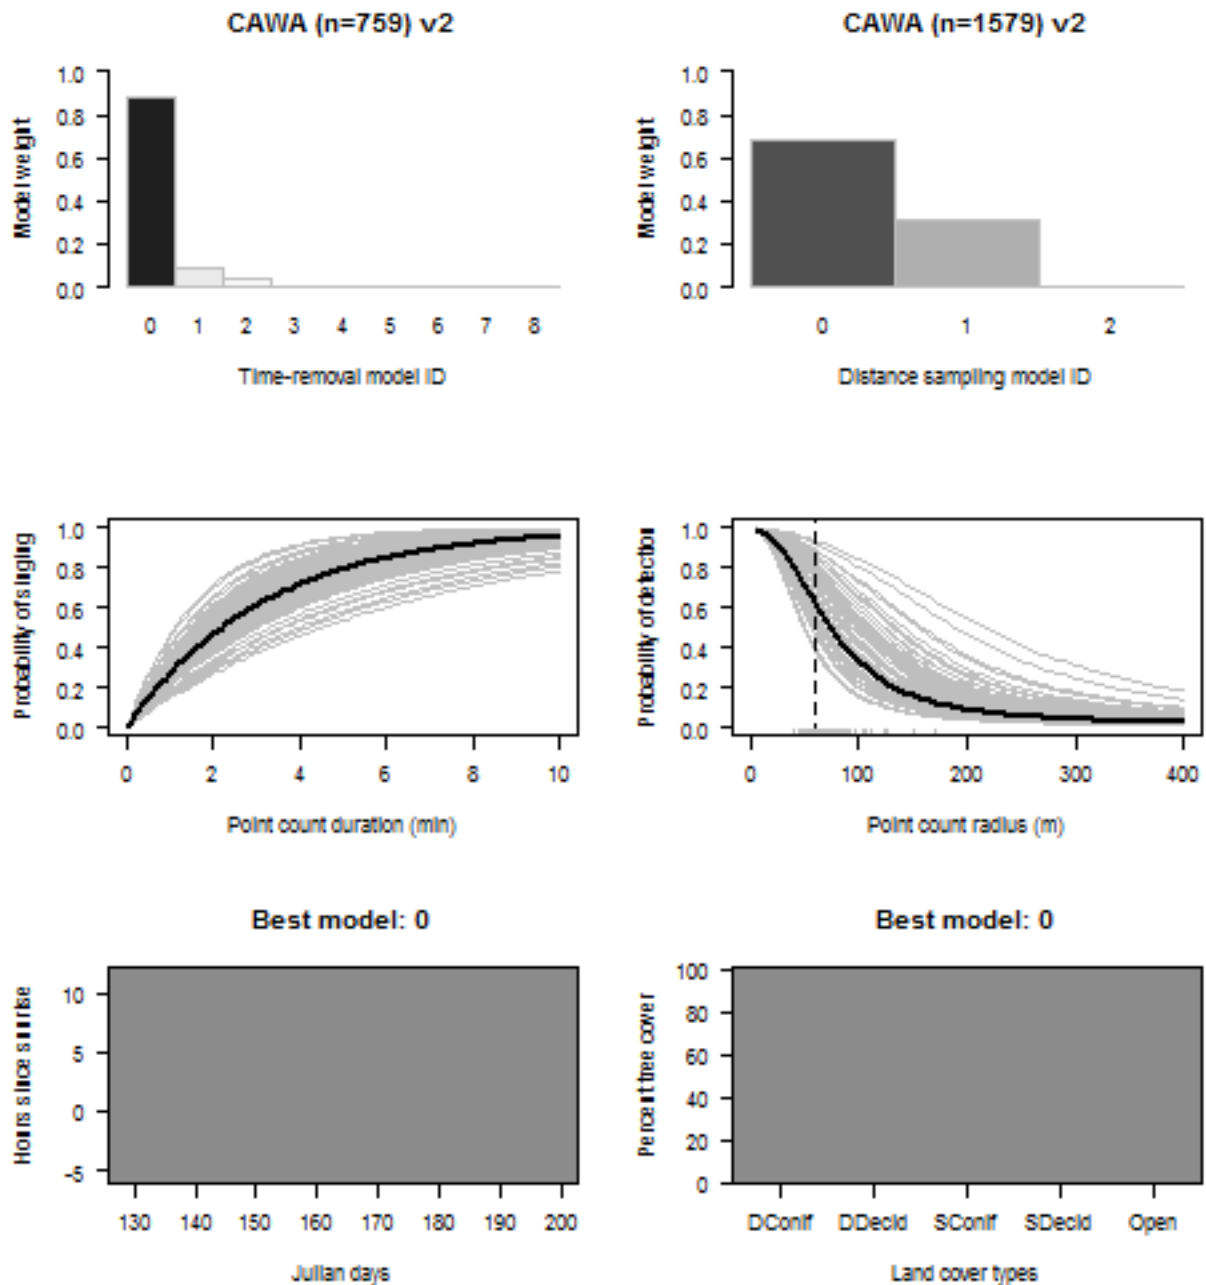 CAWA (n=759) v2
Model weight
1.0
0.8
0.6
0.4
0.2
0.0
0 1 2 3 4 5 6 7 8
Time-removal model ID
CAWA (n=1579) v2
Model weight
1.0
0.8
0.6
0.4
0.2
0.0
0 1 2
Distance sampling model ID
Probability of singing
1.0
0.8
0.6
0.4
0.2
0.0
0 2 4 6 8 10
Point count duration (min)
Probability of detection
1.0
0.8
0.6
0.4
0.2
0.0
0 100 200 300 400
Point count radius (m)
Best model: 0
Hours since sunrise
10
5
0
-5
130 140 150 160 170 180 190 200
Julian days
Best model: 0
Percent tree cover
100
80
60
40
20
0
DConif DDecid SConif SDecid Open
Land cover types